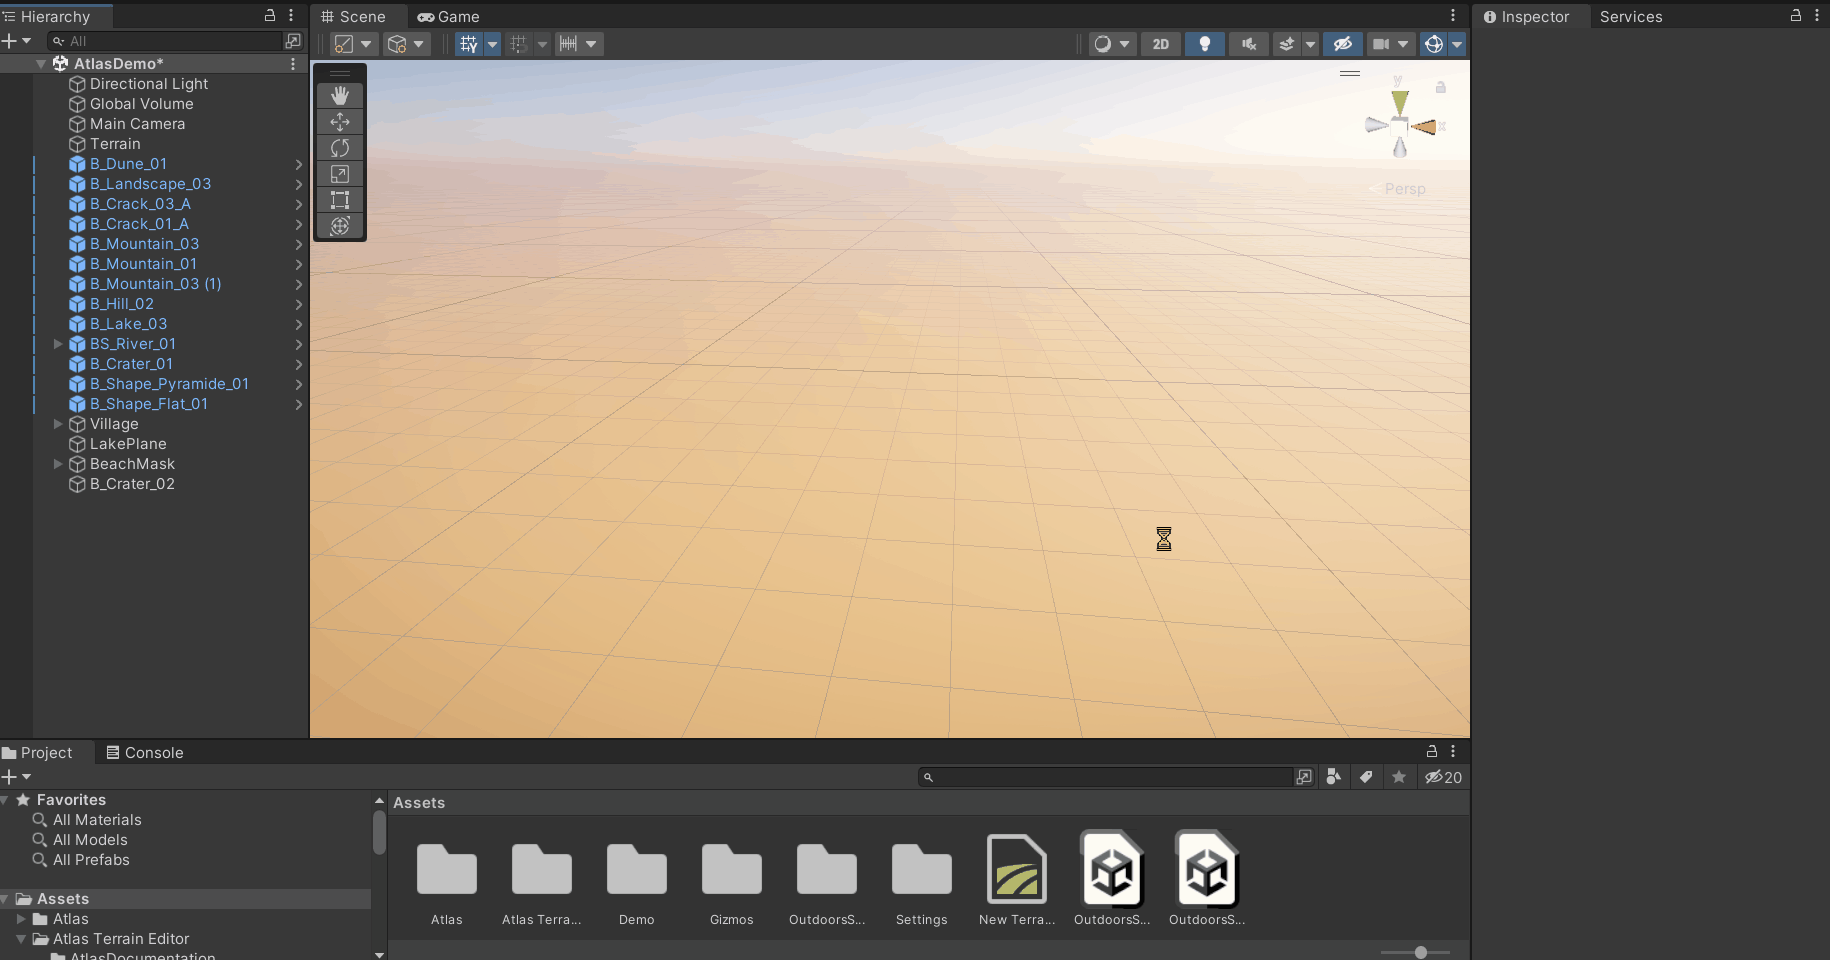 Hierarchy
All
AtlasDemo*
Directional Light
Global Volume
Main Camera
Terrain
B_Dune_01
B_Landscape_03
B_Crack_03_A
B_Crack_01_A
B_Mountain_03
B_Mountain_01
B_Mountain_03 (1)
B_Hill_02
B_Lake_03
BS_River_01
B_Crater_01
B_Shape_Pyramide_01
B_Shape_Flat_01
Village
LakePlane
BeachMask
B_Crater_02
Scene Game
2D
y
x
< Persp
Inspector Services
Project Console
20
Favorites
All Materials
All Models
All Prefabs
Assets
Atlas
Atlas Terrain Editor
AtlasDocumentation
Assets
Atlas Atlas Terra... Demo Gizmos OutdoorsS... Settings New Terra... OutdoorsS... OutdoorsS...